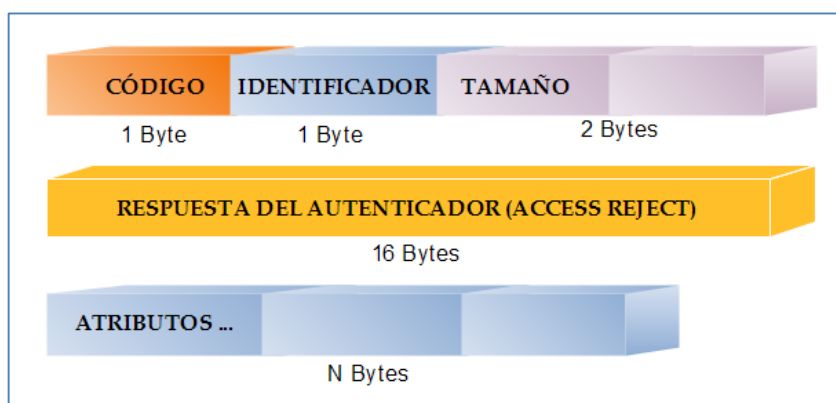 CÓDIGO IDENTIFICADOR TAMAÑO
1 Byte 1 Byte 2 Bytes
RESPUESTA DEL AUTENTICADOR (ACCESS REJECT)
16 Bytes
ATRIBUTOS ...
N Bytes